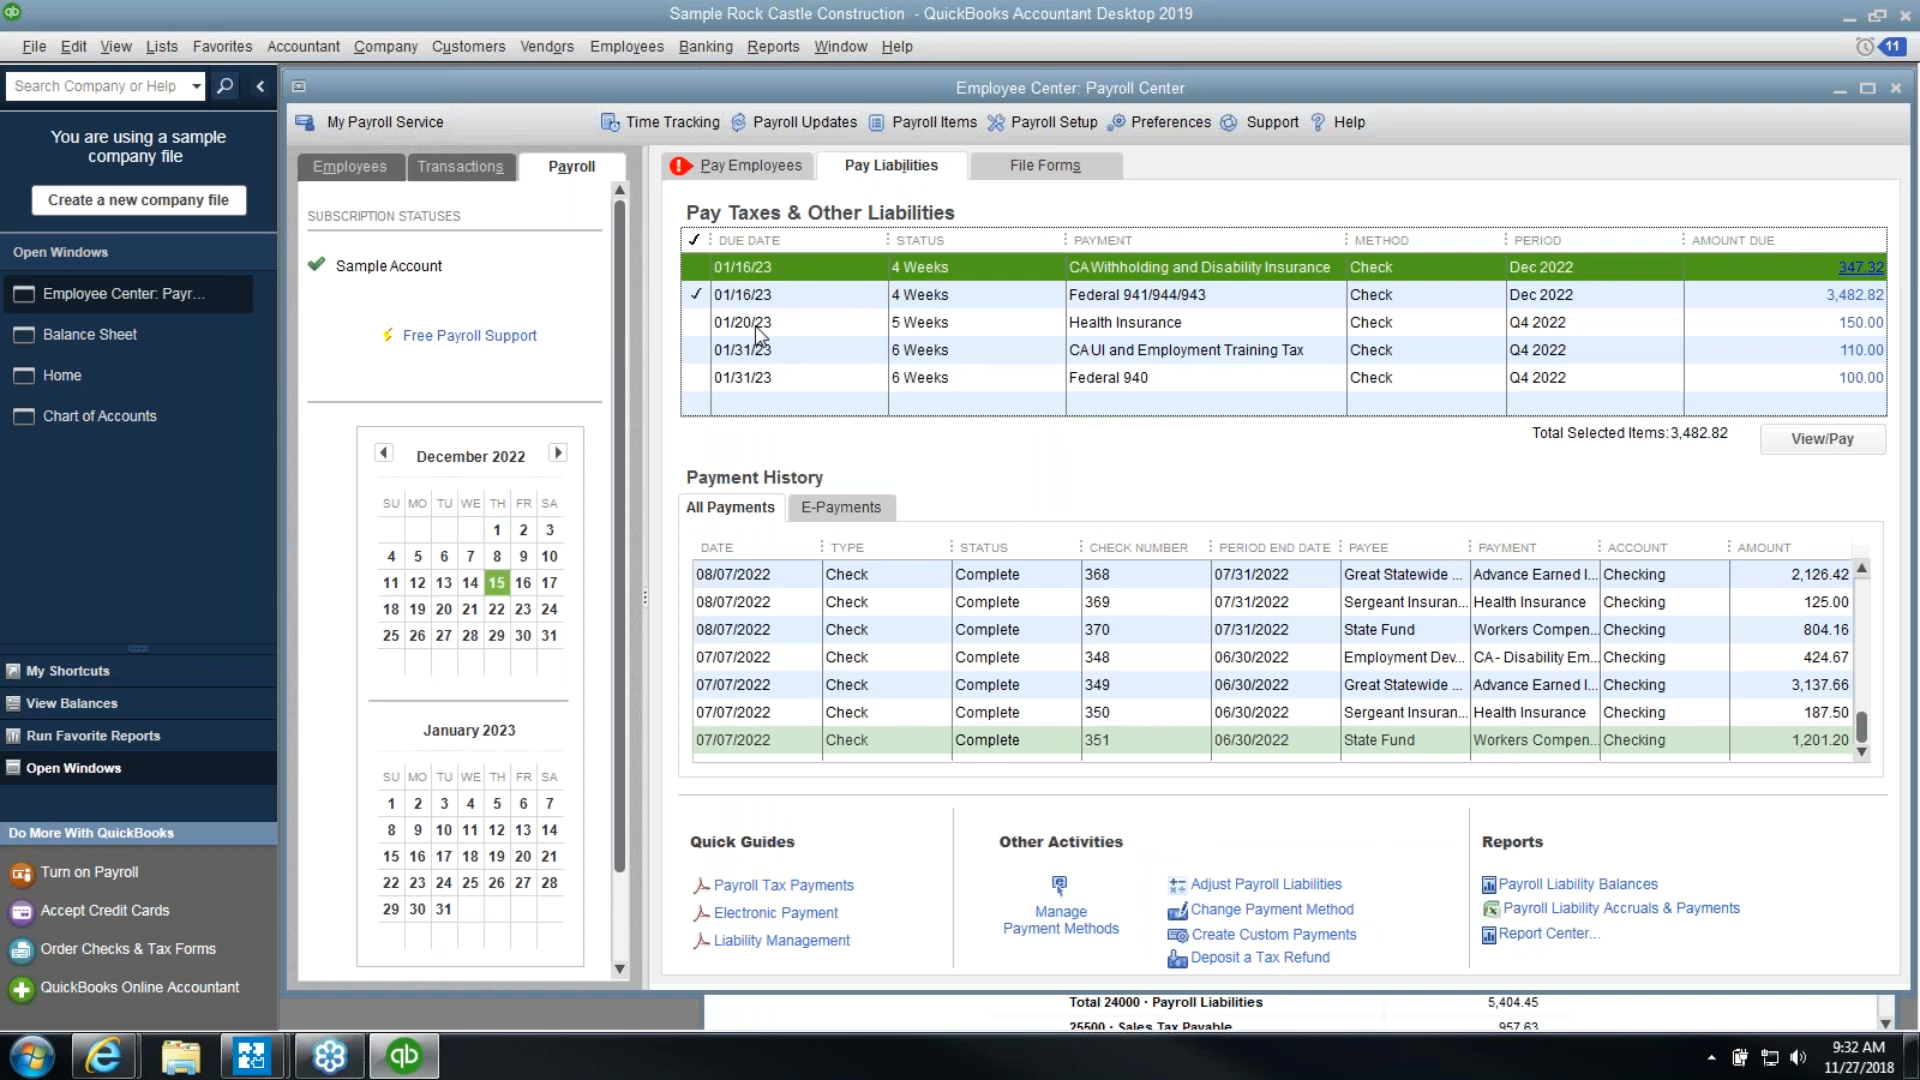 Sample Rock Castle Construction - QuickBooks Accountant Desktop 2019
File Edit View Lists Favorites Accountant Company Customers Vendors Employees Banking Reports Window Help
11
Search Company or Help
Employee Center: Payroll Center
You are using a sample
company file
Create a new company file
Open Windows
Employee Center: Payr...
Balance Sheet
Home
Chart of Accounts
My Shortcuts
View Balances
Run Favorite Reports
Open Windows
Do More With QuickBooks
Turn on Payroll
Accept Credit Cards
Order Checks & Tax Forms
QuickBooks Online Accountant
My Payroll Service Time Tracking Payroll Updates Payroll Items Payroll Setup Preferences Support Help
Employees Transactions Payroll
SUBSCRIPTION STATUSES
Sample Account
Free Payroll Support
December 2022
SU MO TU WE TH FR SA
1 2 3
4 5 6 7 8 9 10
11 12 13 14 15 16 17
18 19 20 21 22 23 24
25 26 27 28 29 30 31
January 2023
SU MO TU WE TH FR SA
1 2 3 4 5 6 7
8 9 10 11 12 13 14
15 16 17 18 19 20 21
22 23 24 25 26 27 28
29 30 31
Pay Employees Pay Liabilities File Forms
Pay Taxes & Other Liabilities
DUE DATE STATUS PAYMENT METHOD PERIOD AMOUNT DUE
01/16/23 4 Weeks CA Withholding and Disability Insurance Check Dec 2022 347.32
01/16/23 4 Weeks Federal 941/944/943 Check Dec 2022 3,482.82
01/20/23 5 Weeks Health Insurance Check Q4 2022 150.00
01/31/23 6 Weeks CA UI and Employment Training Tax Check Q4 2022 110.00
01/31/23 6 Weeks Federal 940 Check Q4 2022 100.00
Total Selected Items: 3,482.82
View/Pay
Payment History
All Payments E-Payments
DATE TYPE STATUS CHECK NUMBER PERIOD END DATE PAYEE PAYMENT ACCOUNT AMOUNT
08/07/2022 Check Complete 368 07/31/2022 Great Statewide ... Advance Earned I... Checking 2,126.42
08/07/2022 Check Complete 369 07/31/2022 Sergeant Insuran... Health Insurance Checking 125.00
08/07/2022 Check Complete 370 07/31/2022 State Fund Workers Compen... Checking 804.16
07/07/2022 Check Complete 348 06/30/2022 Employment Dev... CA - Disability Em... Checking 424.67
07/07/2022 Check Complete 349 06/30/2022 Great Statewide ... Advance Earned I... Checking 3,137.66
07/07/2022 Check Complete 350 06/30/2022 Sergeant Insuran... Health Insurance Checking 187.50
07/07/2022 Check Complete 351 06/30/2022 State Fund Workers Compen... Checking 1,201.20
Quick Guides
Payroll Tax Payments
Electronic Payment
Liability Management
Other Activities
Manage
Payment Methods
Adjust Payroll Liabilities
Change Payment Method
Create Custom Payments
Deposit a Tax Refund
Reports
Payroll Liability Balances
Payroll Liability Accruals & Payments
Report Center...
Total 24000 · Payroll Liabilities 5,404.45
25500 · Sales Tax Payable 957.63
9:32 AM
11/27/2018